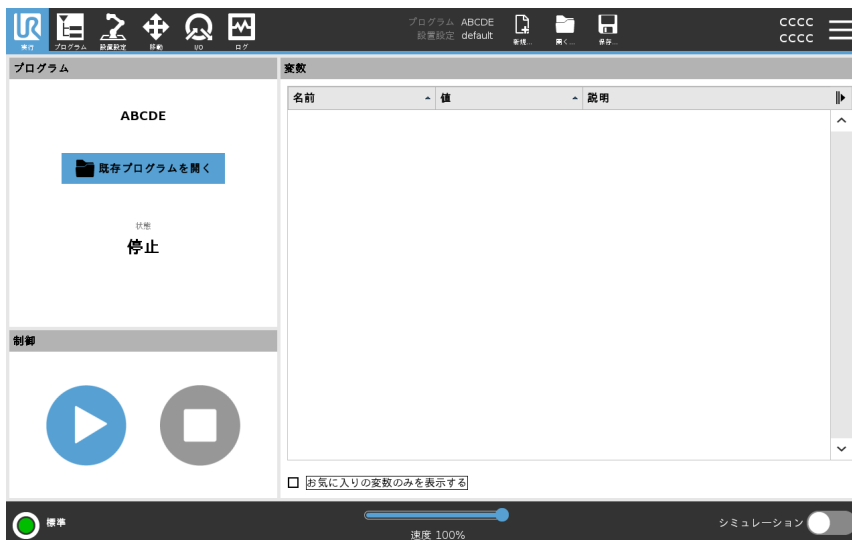 UR
実行
プログラム
設置設定
移動
I/O
ログ
プログラム ABCDE
設置設定 default
新規...
開く...
保存...
CCCC
CCCC
プログラム
ABCDE
既存プログラムを開く
状態
停止
制御
変数
名前
値
説明
お気に入りの変数のみを表示する
標準
速度 100%
シミュレーション